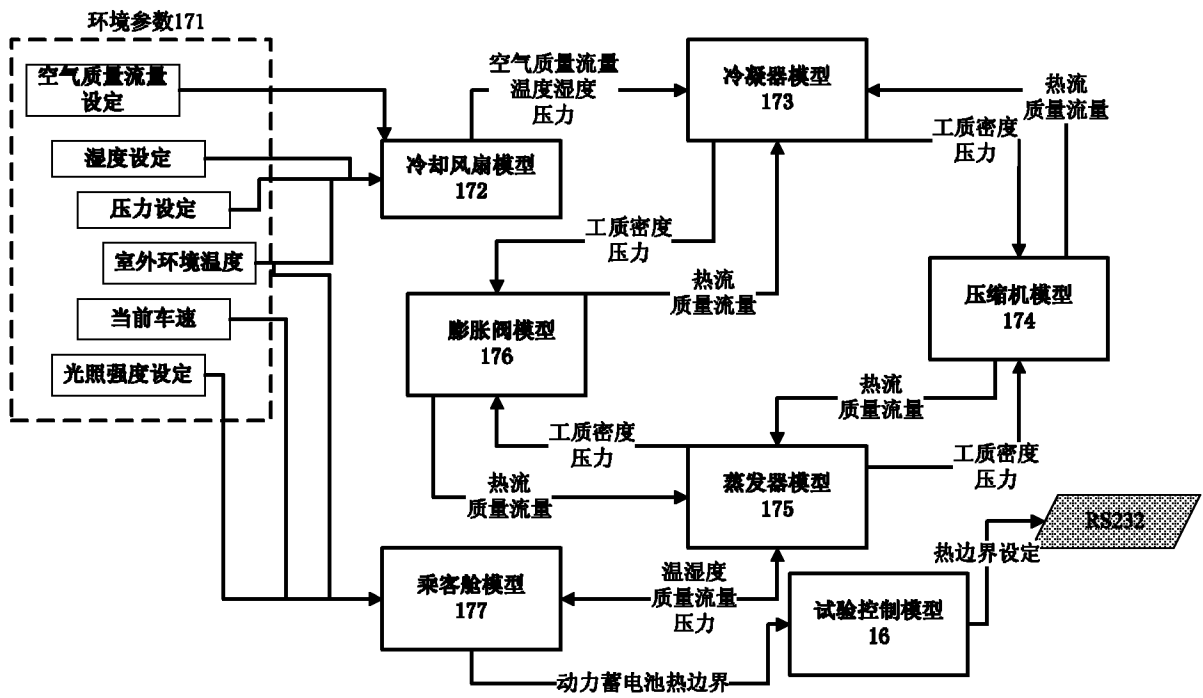 环境参数171
空气质量流量
设定
湿度设定
压力设定
室外环境温度
当前车速
光照强度设定
空气质量流量
温度湿度
压力
冷却风扇模型
172
冷凝器模型
173
热流
质量流量
工质密度
压力
工质密度
压力
热流
质量流量
膨胀阀模型
176
压缩机模型
174
热流
质量流量
工质密度
压力
工质密度
压力
热流
质量流量
蒸发器模型
175
RS232
热边界设定
乘客舱模型
177
温湿度
质量流量
压力
试验控制模型
16
动力蓄电池热边界